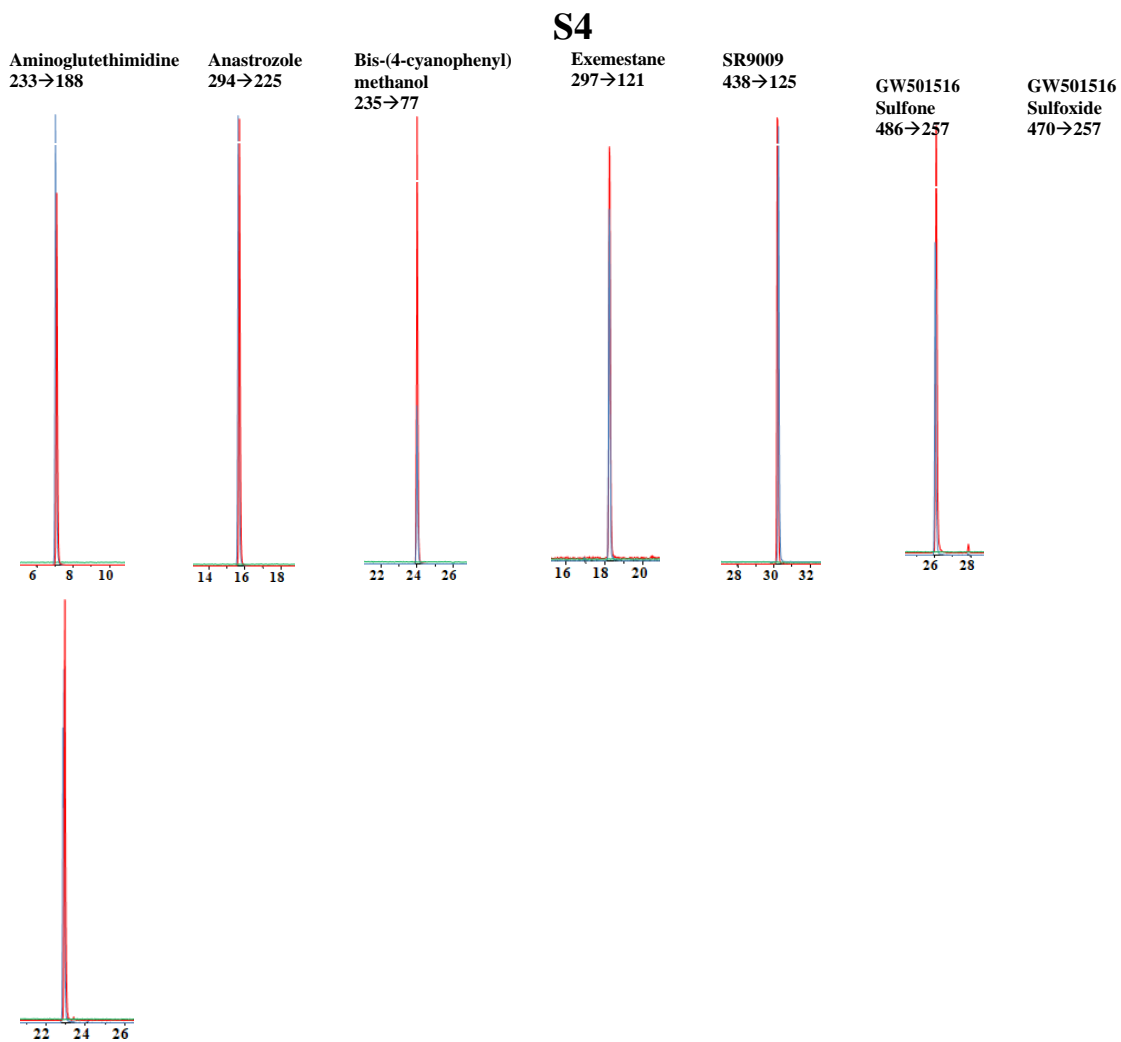 S4
Aminoglutethimidine
233→188
Anastrozole
294→225
Bis-(4-cyanophenyl)
methanol
235→77
Exemestane
297→121
SR9009
438→125
GW501516
Sulfone
486→257
GW501516
Sulfoxide
470→257
6 8 10
14 16 18
22 24 26
16 18 20
28 30 32
26 28
22 24 26